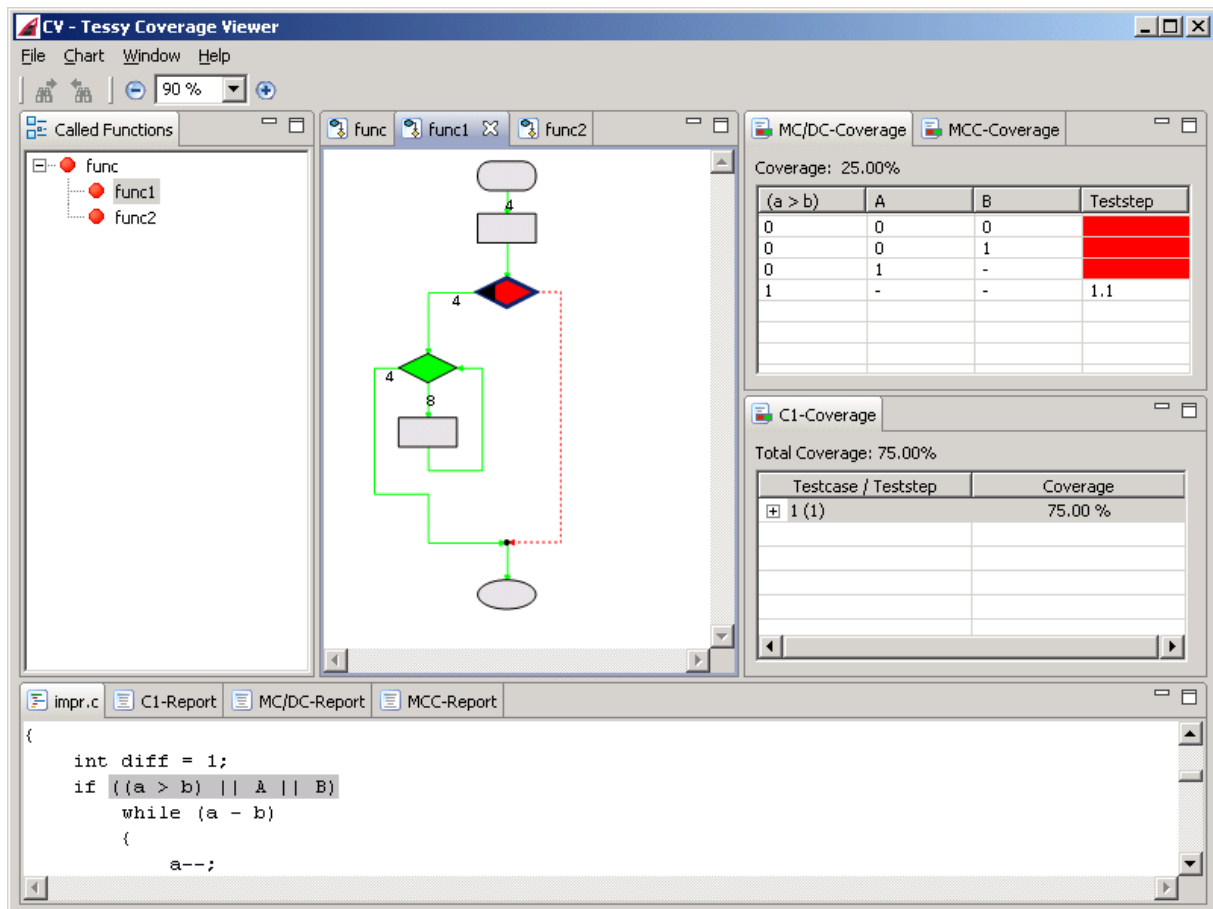 CV - Tessy Coverage Viewer
File Chart Window Help
90 %
Called Functions
func
func1
func2
func func1 func2
4
4
4
8
MC/DC-Coverage MCC-Coverage
Coverage: 25.00%
(a > b) A B Teststep
0 0 0
0 0 1
0 1 -
1 - - 1.1
C1-Coverage
Total Coverage: 75.00%
Testcase / Teststep Coverage
1 (1) 75.00 %
impr.c C1-Report MC/DC-Report MCC-Report
{
int diff = 1;
if ((a > b) || A || B)
while (a - b)
{
a--;